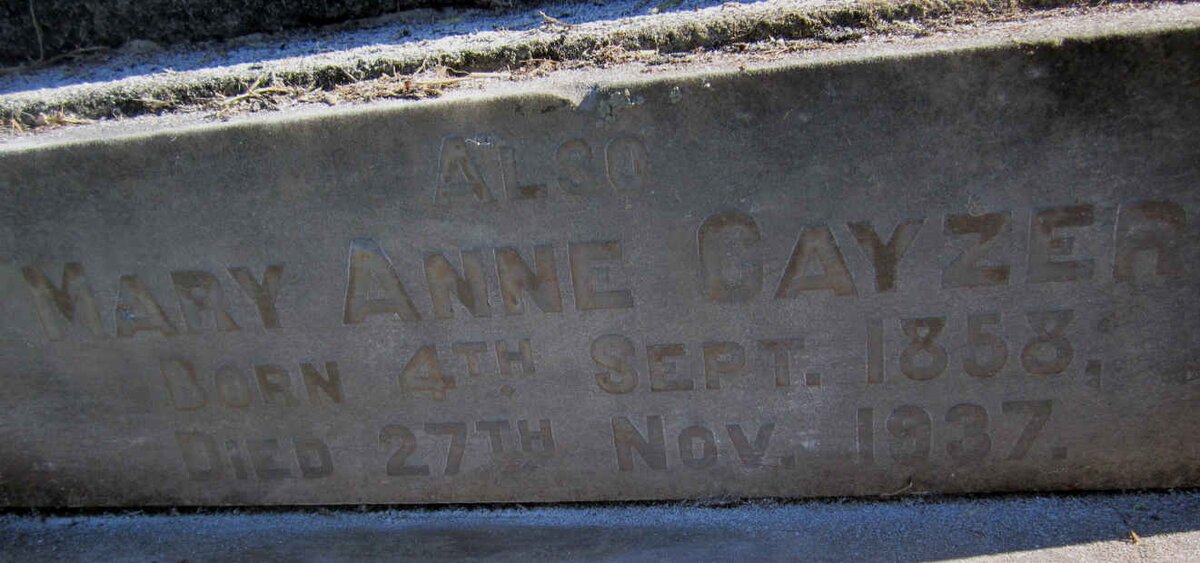 ALSO
MARY ANNE CAYZER
BORN 4TH SEPT. 1858,
DIED 27TH NOV. 1937.